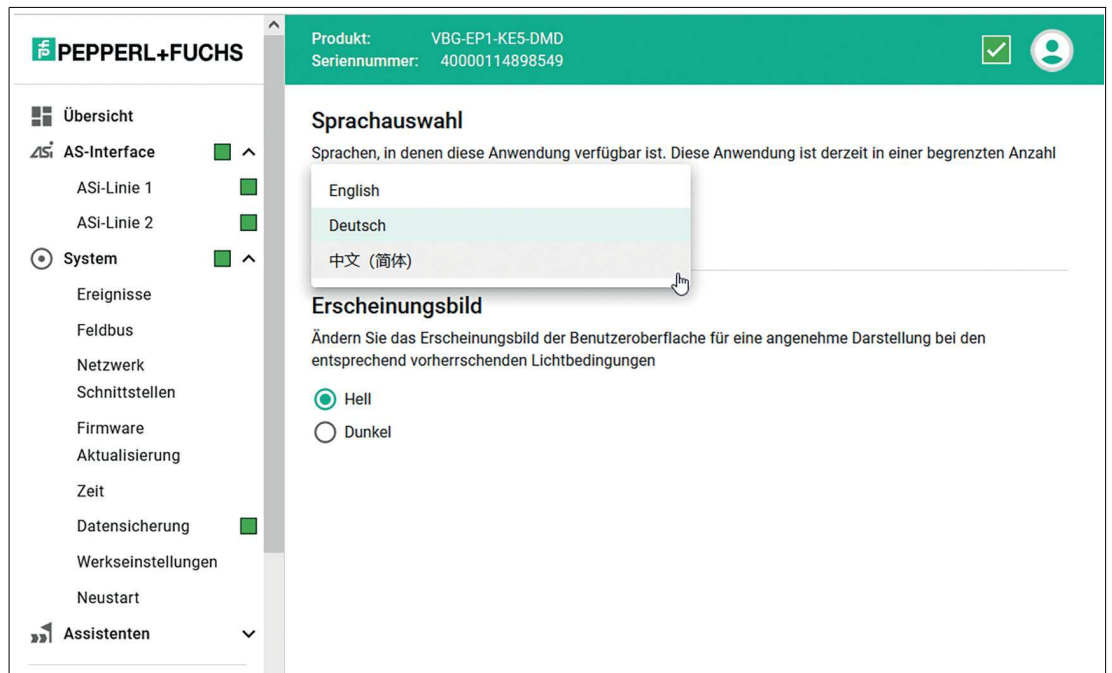 PEPPERL+FUCHS
Produkt: VBG-EP1-KE5-DMD
Seriennummer: 40000114898549
Übersicht
AS-Interface
ASi-Linie 1
ASi-Linie 2
System
Ereignisse
Feldbus
Netzwerk
Schnittstellen
Firmware
Aktualisierung
Zeit
Datensicherung
Werkseinstellungen
Neustart
Assistenten
Sprachauswahl
Sprachen, in denen diese Anwendung verfügbar ist. Diese Anwendung ist derzeit in einer begrenzten Anzahl
English
Deutsch
中文 (简体)
Erscheinungsbild
Ändern Sie das Erscheinungsbild der Benutzeroberflache für eine angenehme Darstellung bei den
entsprechend vorherrschenden Lichtbedingungen
Hell
Dunkel